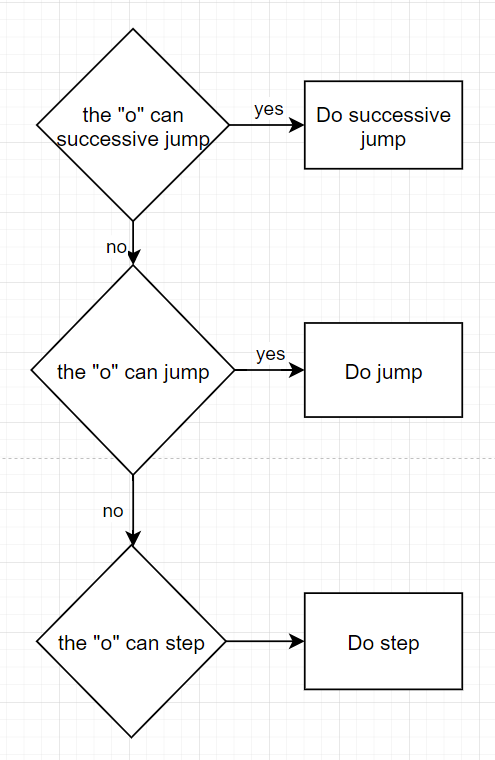 the "o" can
successive jump
yes
Do successive
jump
no
the "o" can jump
yes
Do jump
no
the "o" can step
Do step